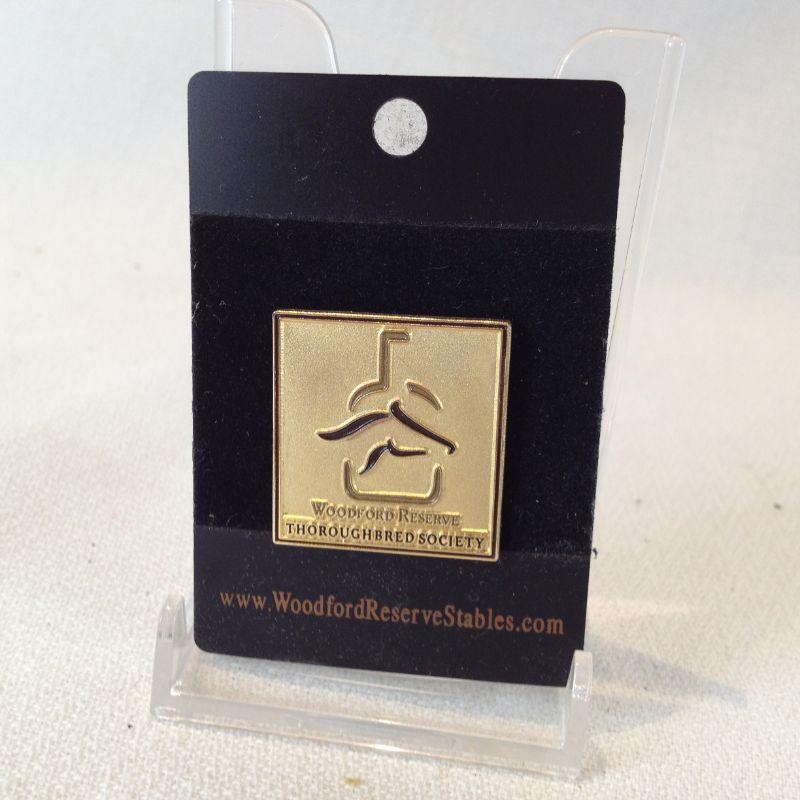 WOODFORD RESERVE
THOROUGHBRED SOCIETY
www.WoodfordReserveStables.com